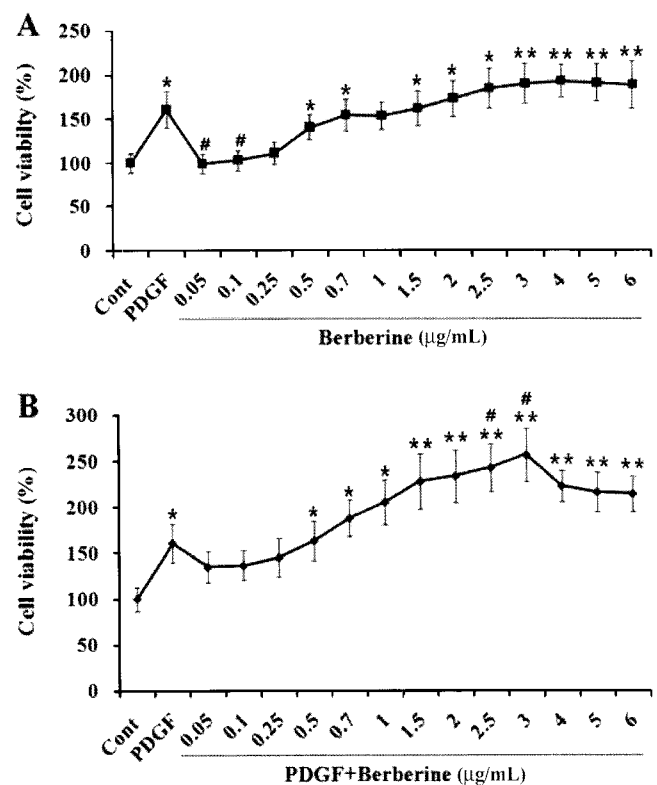 A
250
200
150
100
50
0
Cell viabilty (%)
* # # * * * * * ** ** ** **
Cont PDGF 0.05 0.1 0.25 0.5 0.7 1 1.5 2 2.5 3 4 5 6
Berberine (μg/mL)
B
300
250
200
150
100
50
0
Cell viability (%)
# #
* * * * ** ** ** ** ** ** **
Cont PDGF 0.05 0.1 0.25 0.5 0.7 1 1.5 2 2.5 3 4 5 6
PDGF+Berberine (μg/mL)